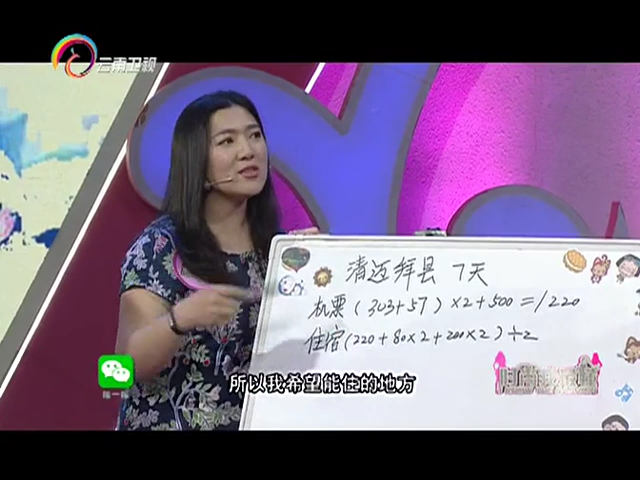 云南卫视
清迈拜县 7天
机票(303+57)×2+500=1220
住宿(220+80×2+200×2)÷2
所以我希望能住的地方